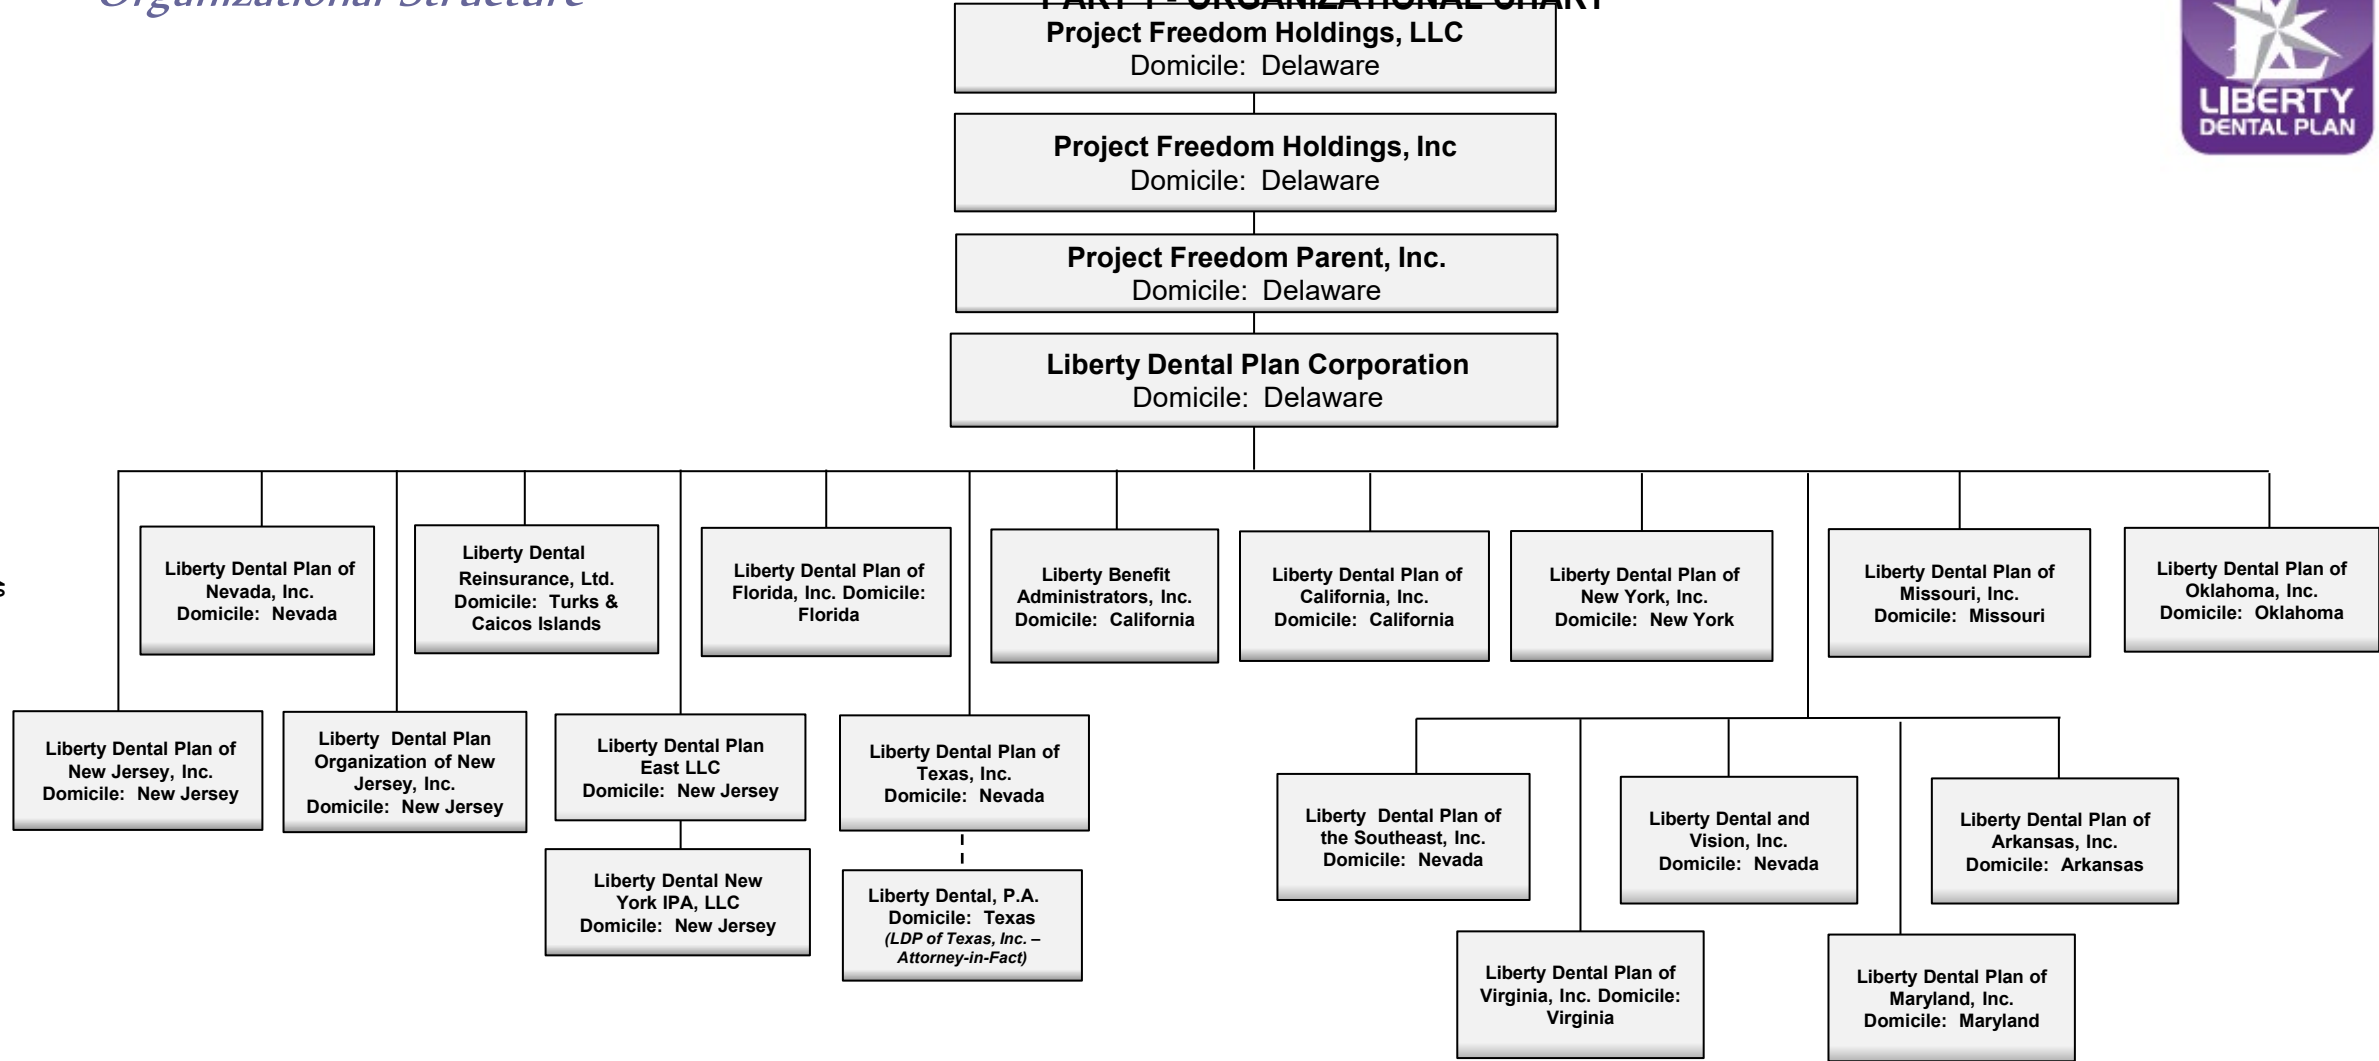 Organizational Structure
PART 1 - ORGANIZATIONAL CHART
LIBERTY
DENTAL PLAN
Project Freedom Holdings, LLC
Domicile: Delaware
Project Freedom Holdings, Inc
Domicile: Delaware
Project Freedom Parent, Inc.
Domicile: Delaware
Liberty Dental Plan Corporation
Domicile: Delaware
Liberty Dental Plan of
Nevada, Inc.
Domicile: Nevada
Liberty Dental
Reinsurance, Ltd.
Domicile: Turks &
Caicos Islands
Liberty Dental Plan of
Florida, Inc. Domicile:
Florida
Liberty Benefit
Administrators, Inc.
Domicile: California
Liberty Dental Plan of
California, Inc.
Domicile: California
Liberty Dental Plan of
New York, Inc.
Domicile: New York
Liberty Dental Plan of
Missouri, Inc.
Domicile: Missouri
Liberty Dental Plan of
Oklahoma, Inc.
Domicile: Oklahoma
Liberty Dental Plan of
New Jersey, Inc.
Domicile: New Jersey
Liberty Dental Plan
Organization of New
Jersey, Inc.
Domicile: New Jersey
Liberty Dental Plan
East LLC
Domicile: New Jersey
Liberty Dental Plan of
Texas, Inc.
Domicile: Nevada
Liberty Dental New
York IPA, LLC
Domicile: New Jersey
Liberty Dental, P.A.
Domicile: Texas
(LDP of Texas, Inc. –
Attorney-in-Fact)
Liberty Dental Plan of
the Southeast, Inc.
Domicile: Nevada
Liberty Dental and
Vision, Inc.
Domicile: Nevada
Liberty Dental Plan of
Arkansas, Inc.
Domicile: Arkansas
Liberty Dental Plan of
Virginia, Inc. Domicile:
Virginia
Liberty Dental Plan of
Maryland, Inc.
Domicile: Maryland